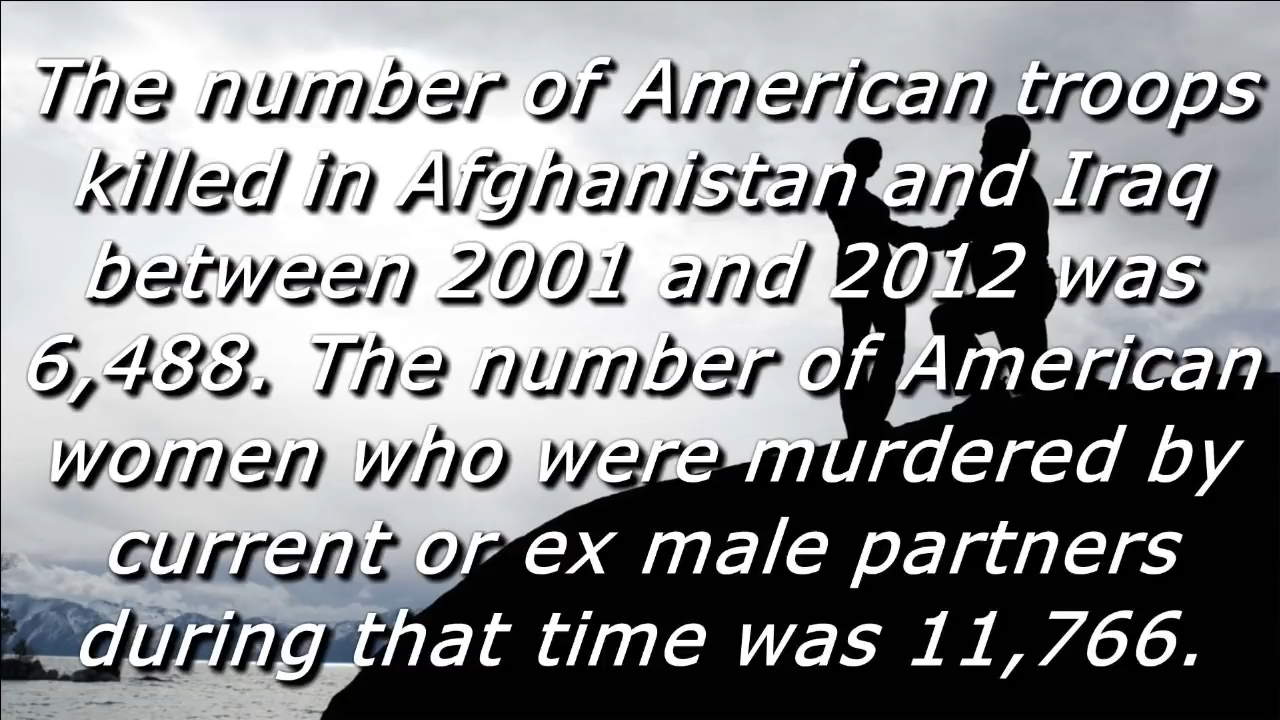 The number of American troops
killed in Afghanistan and Iraq
between 2001 and 2012 was
6,488. The number of American
women who were murdered by
current or ex male partners
during that time was 11,766.